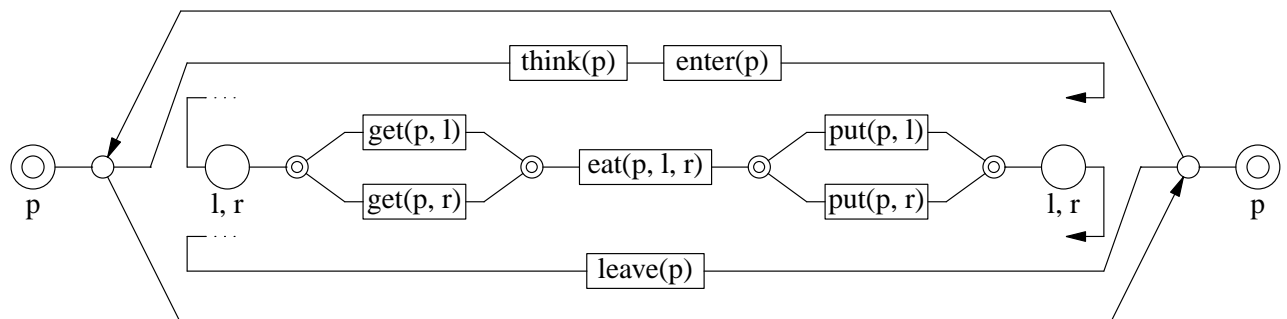 think(p) enter(p)
... ...
get(p, l) put(p, l)
eat(p, l, r)
p l, r get(p, r) put(p, r) l, r p
... ...
leave(p)